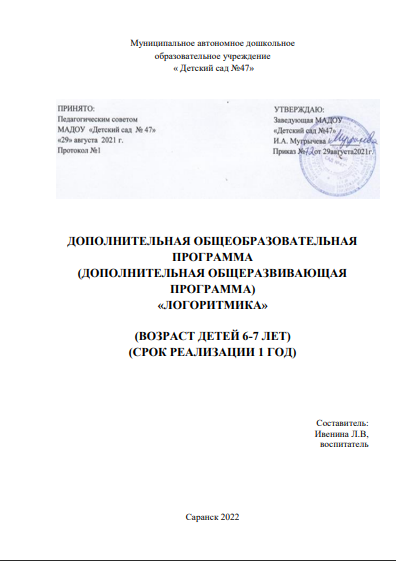 Муниципальное автономное дошкольное
образовательное учреждение
« Детский сад №47»
ПРИНЯТО:
Педагогическим советом
МАДОУ «Детский сад № 47»
«29» августа 2021 г.
Протокол №1
УТВЕРЖДАЮ:
Заведующая МАДОУ
«Детский сад №47»
И.А. Мугрычева
Приказ № от 29августа2021г.
ДОПОЛНИТЕЛЬНАЯ ОБЩЕОБРАЗОВАТЕЛЬНАЯ
ПРОГРАММА
(ДОПОЛНИТЕЛЬНАЯ ОБЩЕРАЗВИВАЮЩАЯ
ПРОГРАММА)
«ЛОГОРИТМИКА»
(ВОЗРАСТ ДЕТЕЙ 6-7 ЛЕТ)
(СРОК РЕАЛИЗАЦИИ 1 ГОД)
Составитель:
Ивенина Л.В,
воспитатель
Саранск 2022